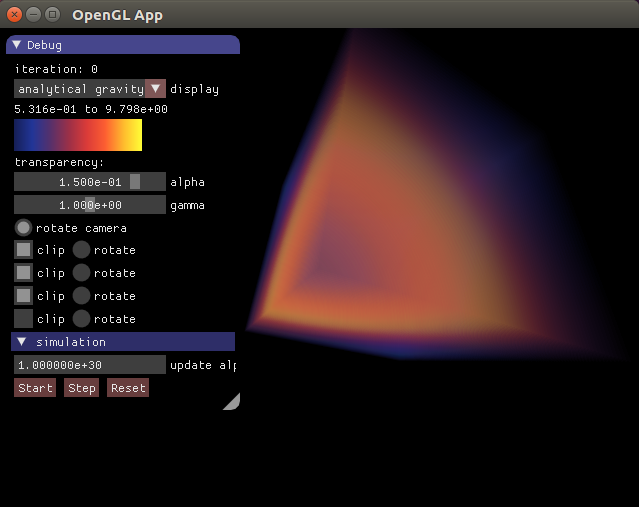 OpenGL App
Debug
iteration: 0
analytical gravity display
5.316e-01 to 9.798e+00
transparency:
1.500e-01 alpha
1.000e+00 gamma
rotate camera
clip rotate
clip rotate
clip rotate
clip rotate
simulation
1.000000e+30 update alp
Start Step Reset